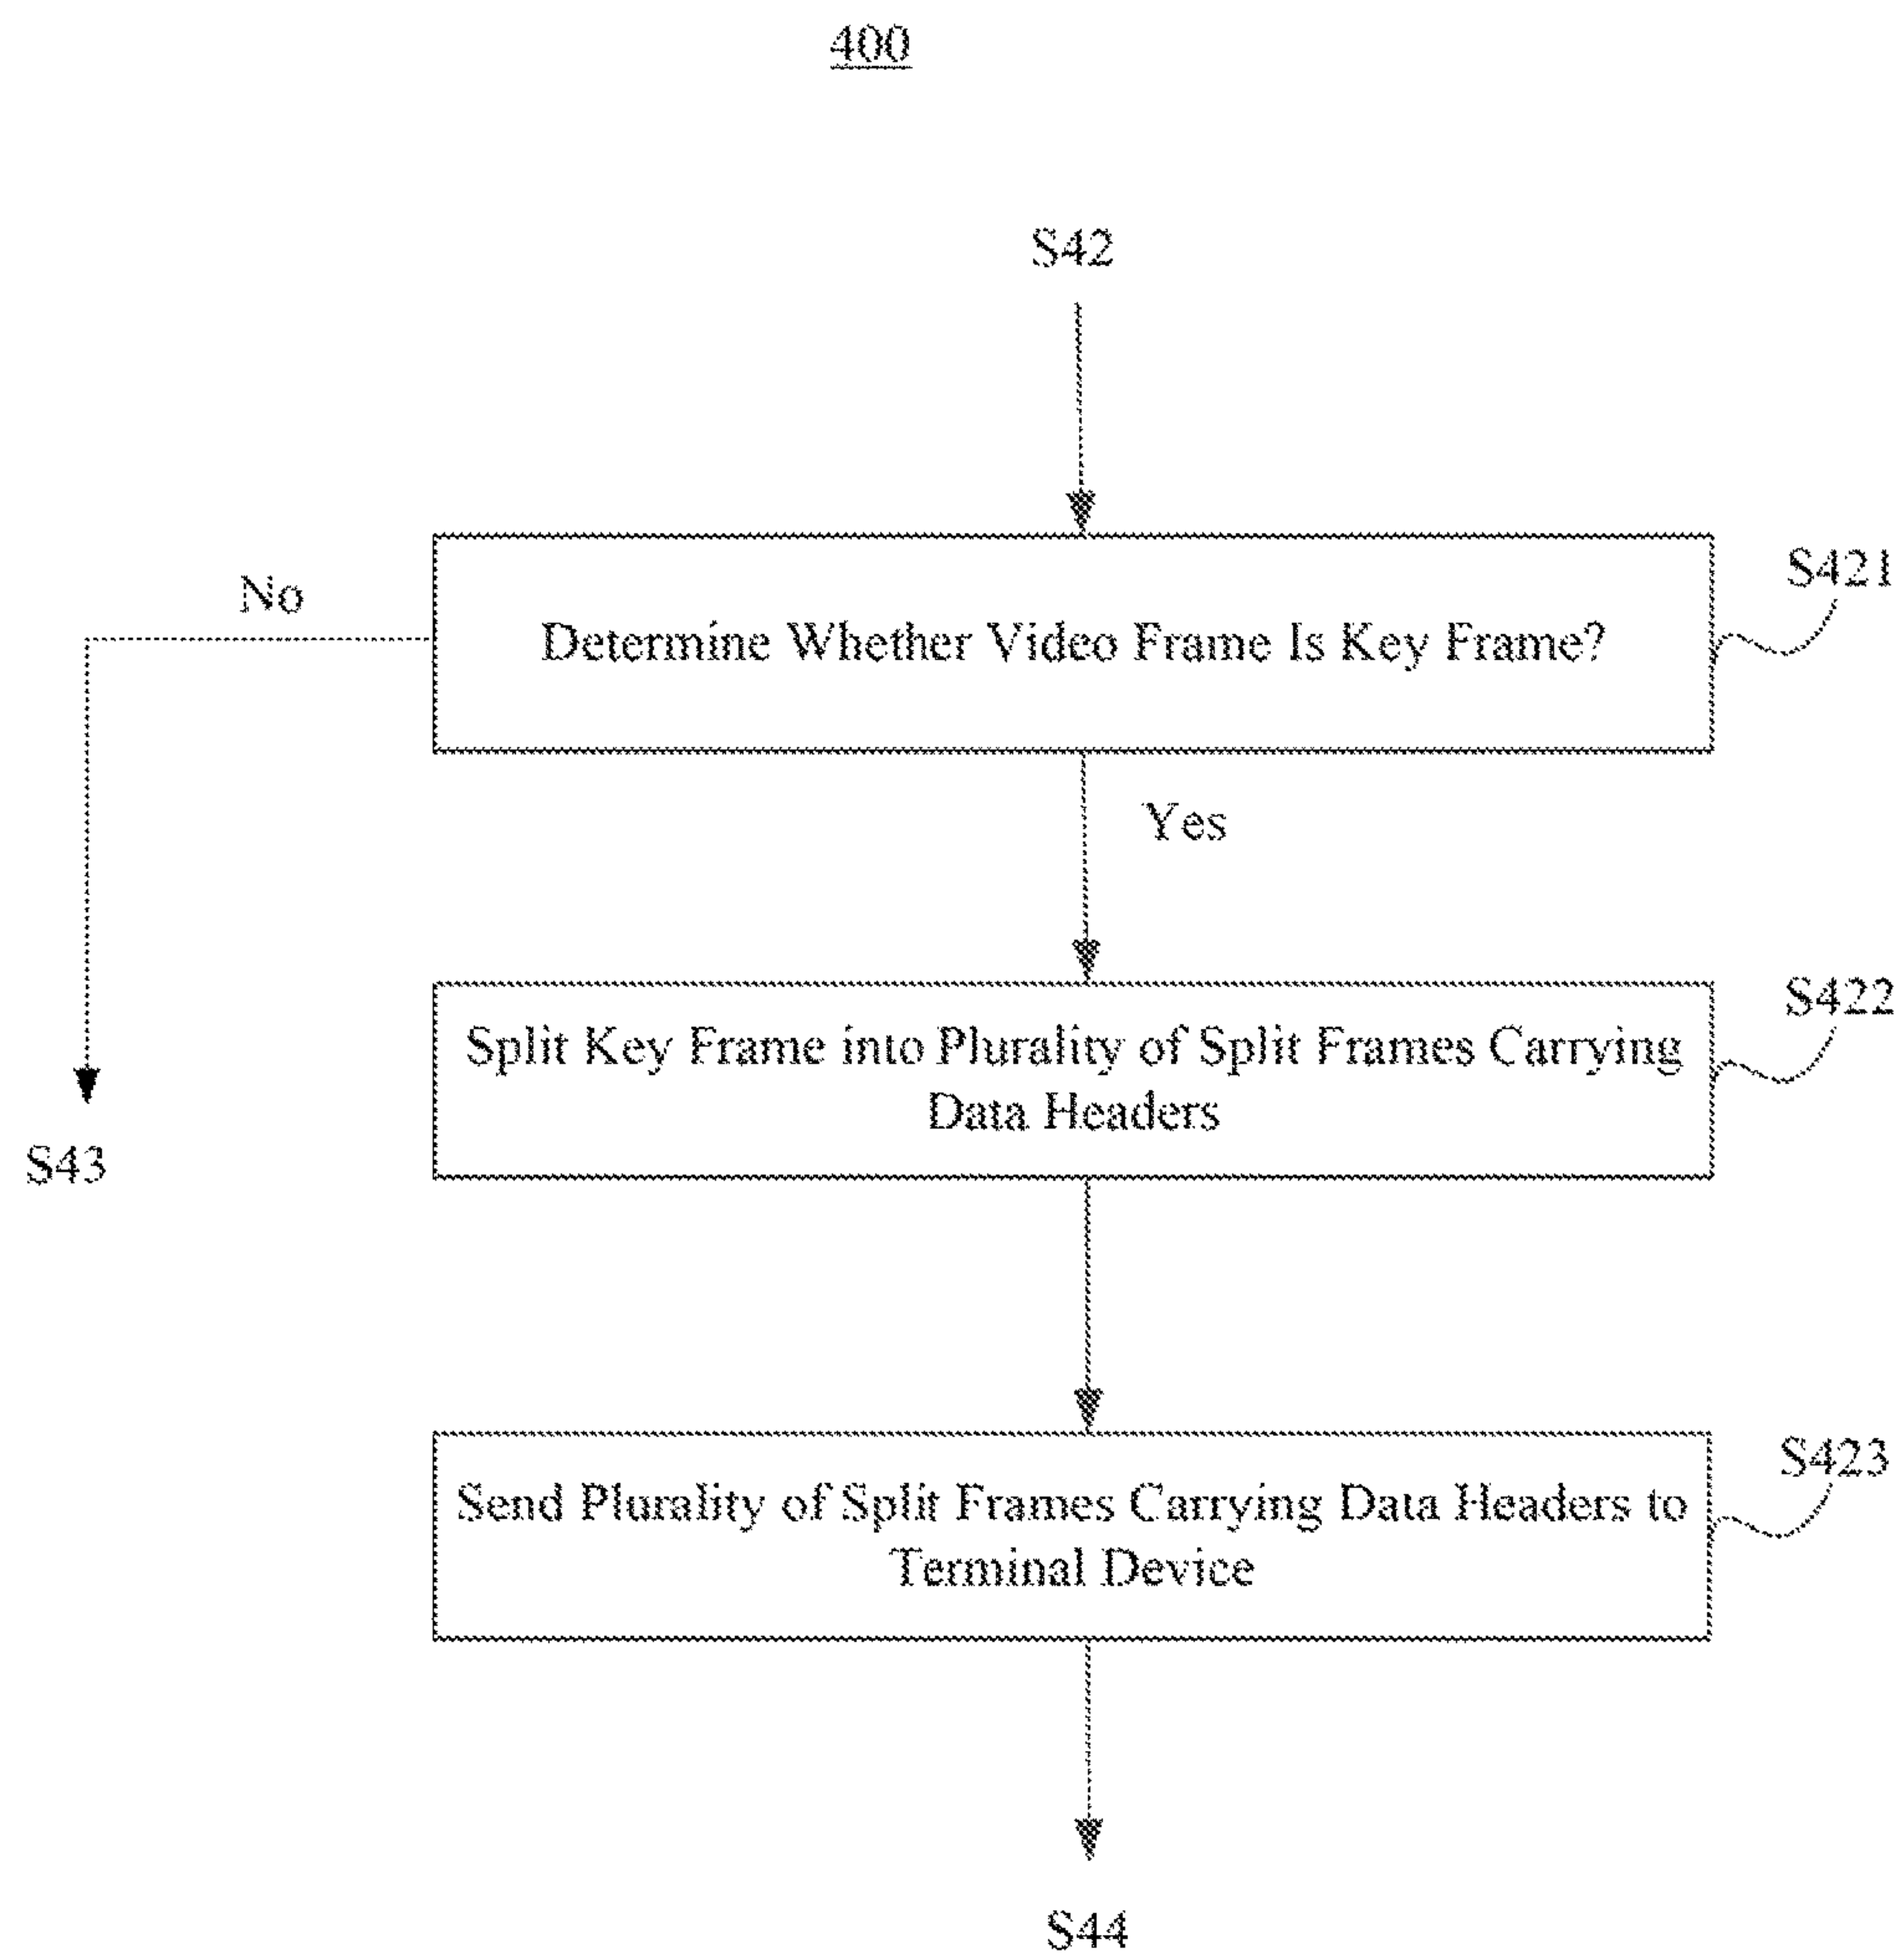 400
S42
S421
No
Determine Whether Video Frame Is Key Frame?
Yes
S422
Split Key Frame into Plurality of Split Frames Carrying
Data Headers
S43
S423
Send Plurality of Split Frames Carrying Data Headers to
Terminal Device
S44